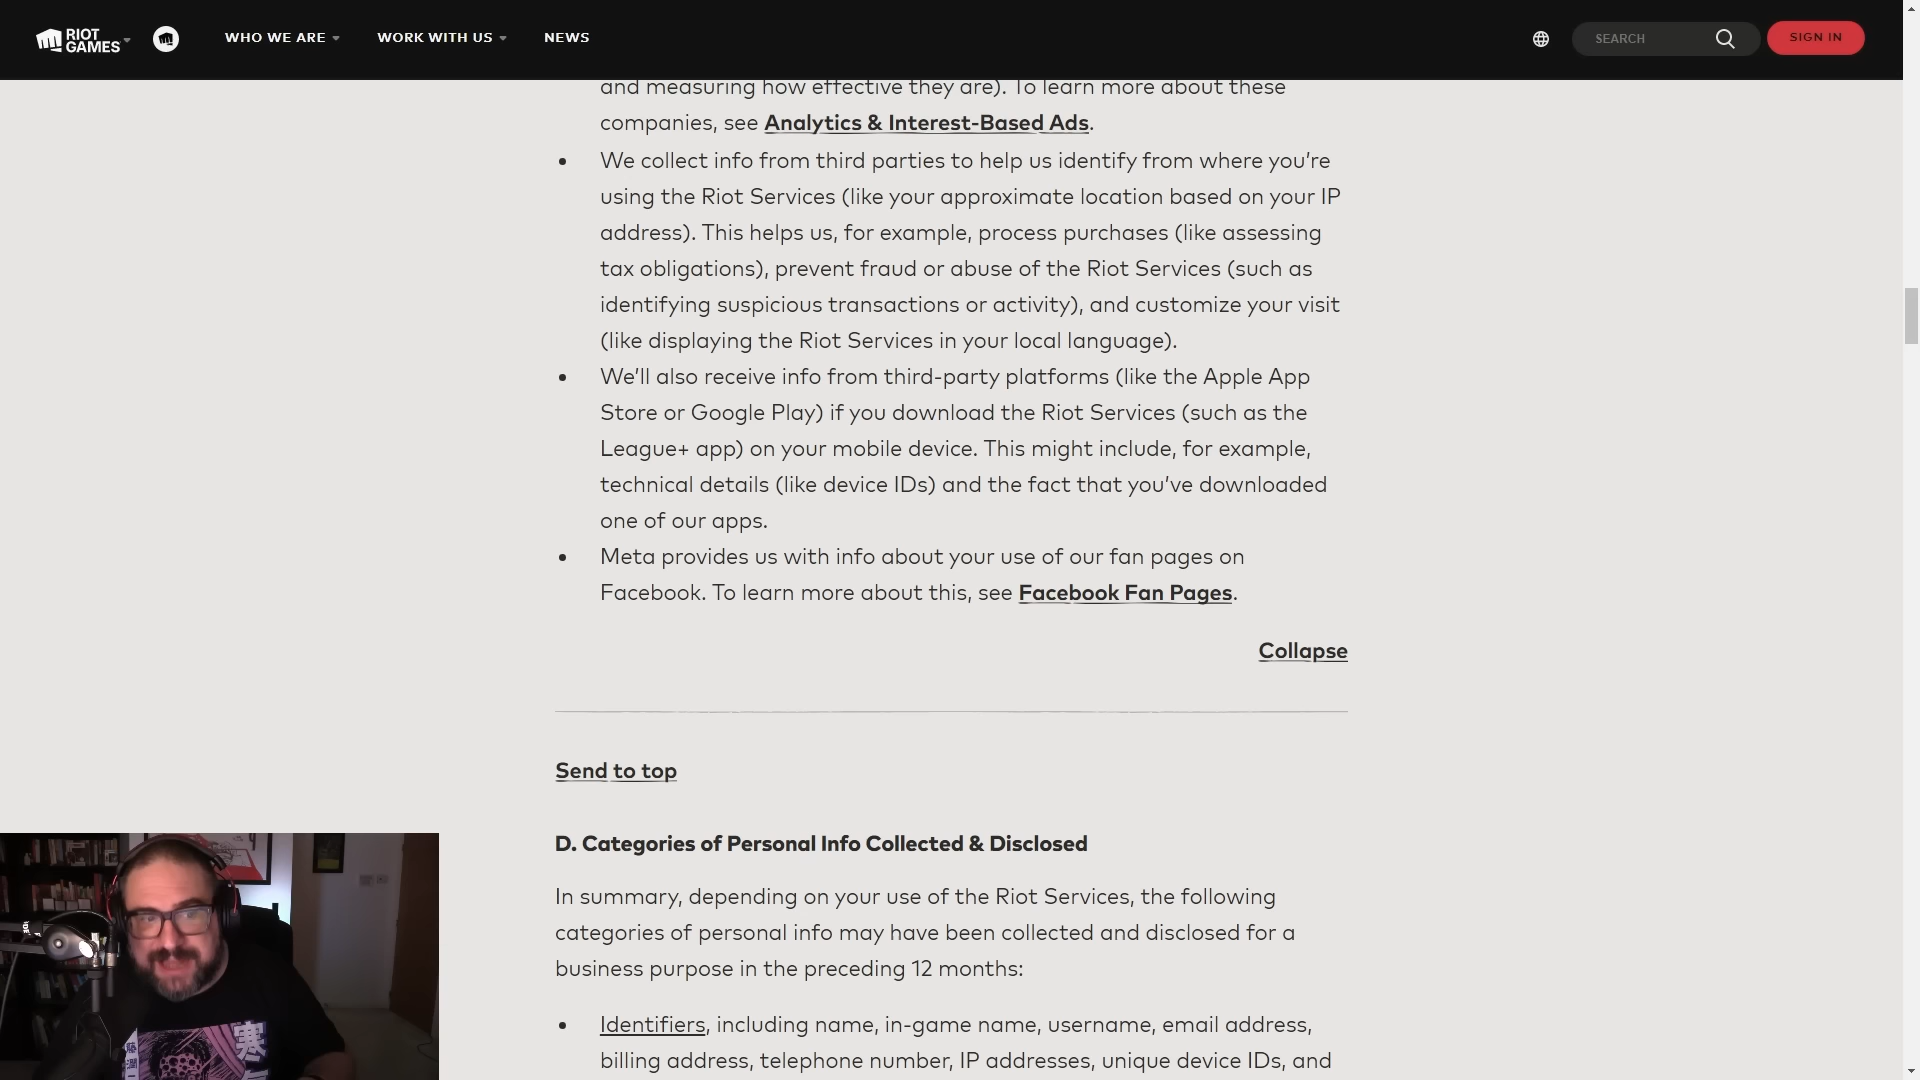 RIOT
GAMES
WHO WE ARE
WORK WITH US
NEWS
SEARCH
SIGN IN
and measuring how effective they are). To learn more about these
companies, see Analytics & Interest-Based Ads.
• We collect info from third parties to help us identify from where you’re
using the Riot Services (like your approximate location based on your IP
address). This helps us, for example, process purchases (like assessing
tax obligations), prevent fraud or abuse of the Riot Services (such as
identifying suspicious transactions or activity), and customize your visit
(like displaying the Riot Services in your local language).
• We’ll also receive info from third-party platforms (like the Apple App
Store or Google Play) if you download the Riot Services (such as the
League+ app) on your mobile device. This might include, for example,
technical details (like device IDs) and the fact that you’ve downloaded
one of our apps.
• Meta provides us with info about your use of our fan pages on
Facebook. To learn more about this, see Facebook Fan Pages.
Collapse
Send to top
D. Categories of Personal Info Collected & Disclosed
In summary, depending on your use of the Riot Services, the following
categories of personal info may have been collected and disclosed for a
business purpose in the preceding 12 months:
• Identifiers, including name, in-game name, username, email address,
billing address, telephone number, IP addresses, unique device IDs, and
寒